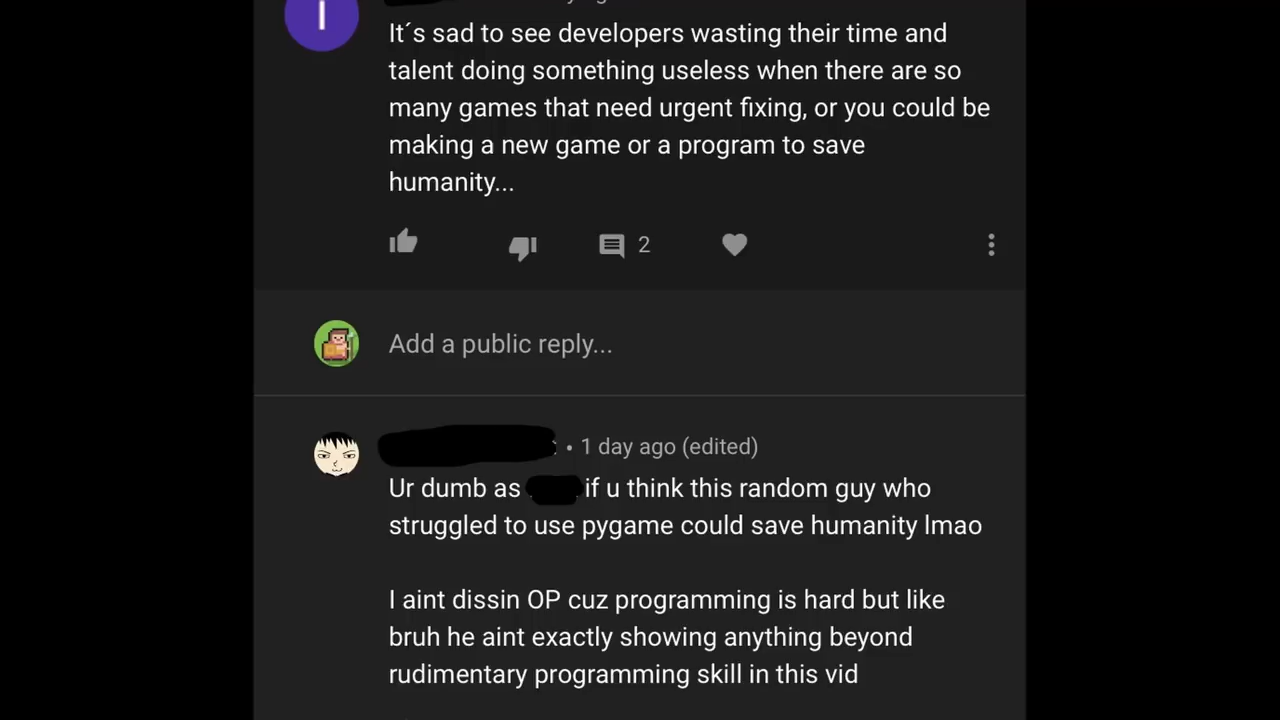 I
It´s sad to see developers wasting their time and
talent doing something useless when there are so
many games that need urgent fixing, or you could be
making a new game or a program to save
humanity...
2
Add a public reply...
• 1 day ago (edited)
Ur dumb as if u think this random guy who
struggled to use pygame could save humanity lmao
I aint dissin OP cuz programming is hard but like
bruh he aint exactly showing anything beyond
rudimentary programming skill in this vid